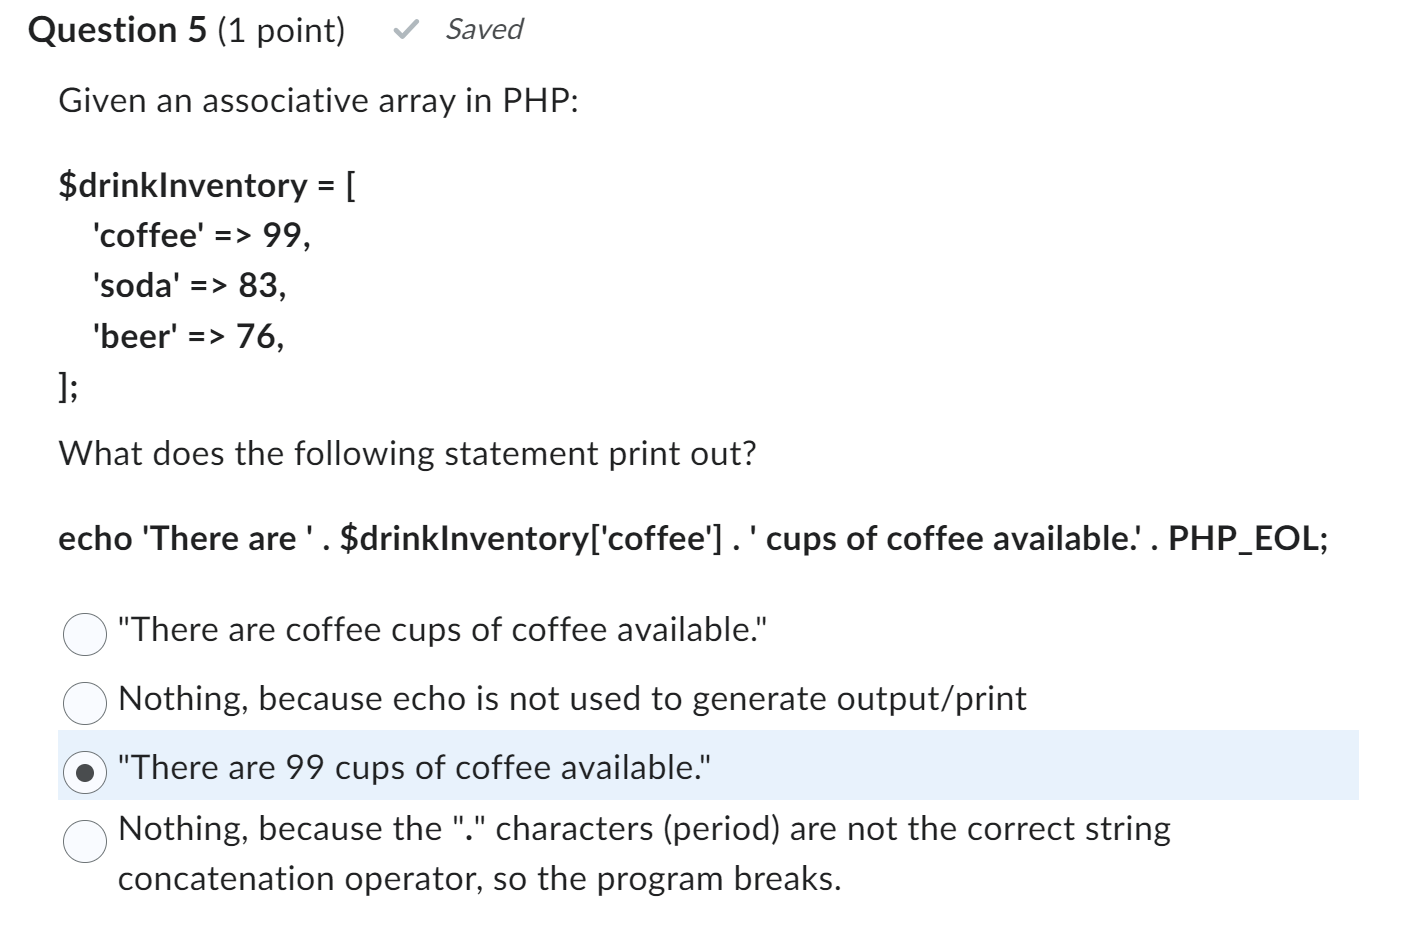 Question 5 (1 point) ✓ Saved
Given an associative array in PHP:
$drinkInventory = [
'coffee' => 99,
'soda' => 83,
'beer' => 76,
];
What does the following statement print out?
echo 'There are ' . $drinkInventory['coffee'] . ' cups of coffee available.' . PHP_EOL;
"There are coffee cups of coffee available."
Nothing, because echo is not used to generate output/print
"There are 99 cups of coffee available."
Nothing, because the "." characters (period) are not the correct string
concatenation operator, so the program breaks.